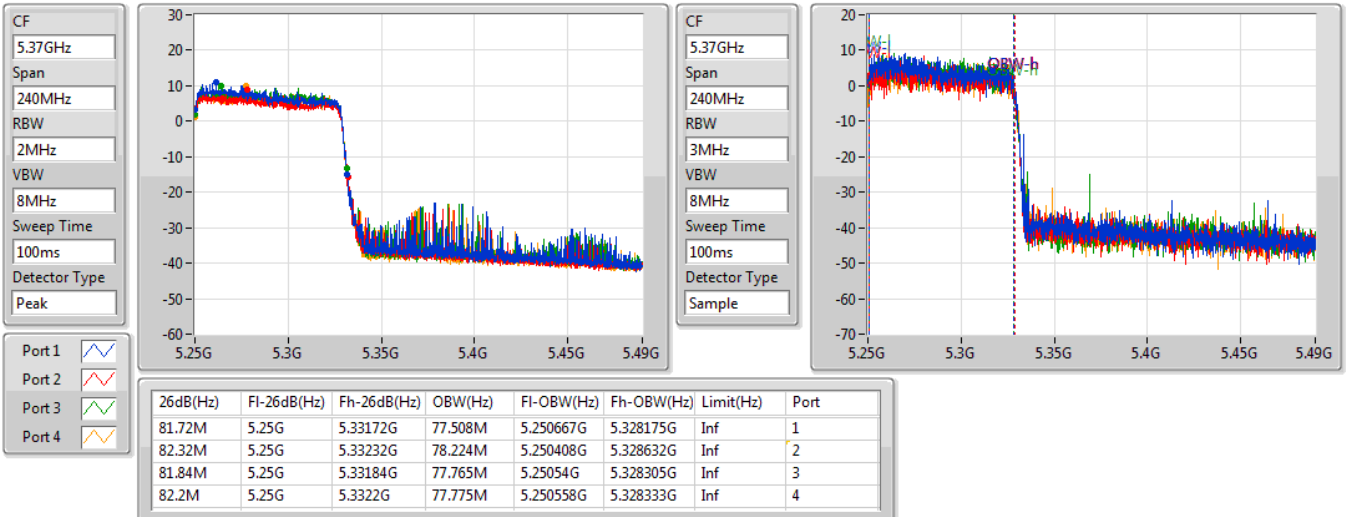 CF
5.37GHz
Span
240MHz
RBW
2MHz
VBW
8MHz
Sweep Time
100ms
Detector Type
Peak
30
20
10
0
-10
-20
-30
-40
-50
-60
5.25G 5.3G 5.35G 5.4G 5.45G 5.49G
CF
5.37GHz
Span
240MHz
RBW
3MHz
VBW
8MHz
Sweep Time
100ms
Detector Type
Sample
20
10
0
-10
-20
-30
-40
-50
-60
-70
OBW-h
5.25G 5.3G 5.35G 5.4G 5.45G 5.49G
Port 1
Port 2
Port 3
Port 4
26dB(Hz) Fl-26dB(Hz) Fh-26dB(Hz) OBW(Hz) Fl-OBW(Hz) Fh-OBW(Hz) Limit(Hz) Port
81.72M 5.25G 5.33172G 77.508M 5.250667G 5.328175G Inf 1
82.32M 5.25G 5.33232G 78.224M 5.250408G 5.328632G Inf 2
81.84M 5.25G 5.33184G 77.765M 5.25054G 5.328305G Inf 3
82.2M 5.25G 5.3322G 77.775M 5.250558G 5.328333G Inf 4